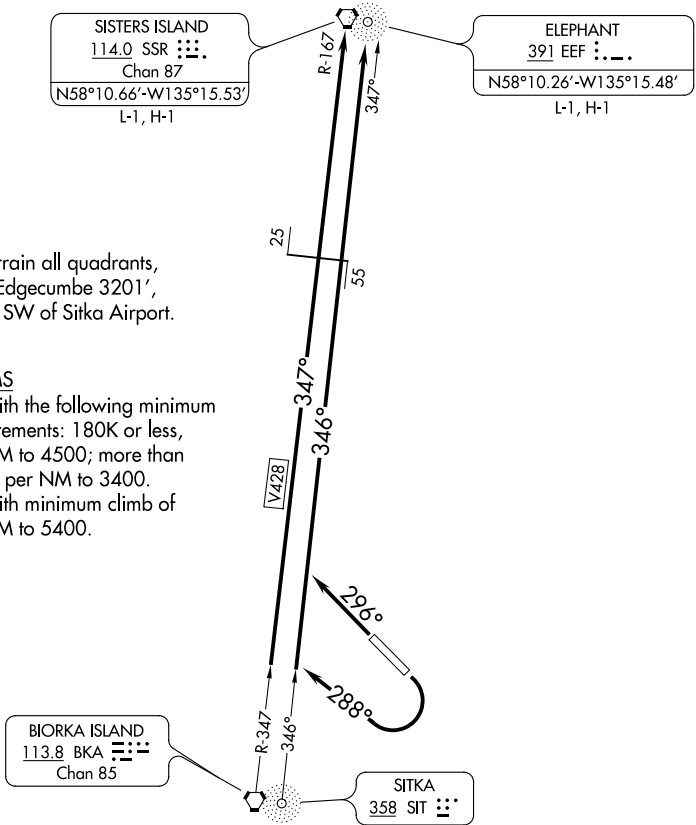 SISTERS ISLAND
114.0 SSR
Chan 87
N58°10.66'-W135°15.53'
L-1, H-1
ELEPHANT
391 EEF
N58°10.26'-W135°15.48'
L-1, H-1
R-167
347°
25
55
rrain all quadrants,
Edgecumbe 3201',
SW of Sitka Airport.
347°
346°
MS
ith the following minimum
rements: 180K or less,
M to 4500; more than
per NM to 3400.
ith minimum climb of
M to 5400.
V428
296°
288°
R-347
346°
BIORKA ISLAND
113.8 BKA
Chan 85
SITKA
358 SIT